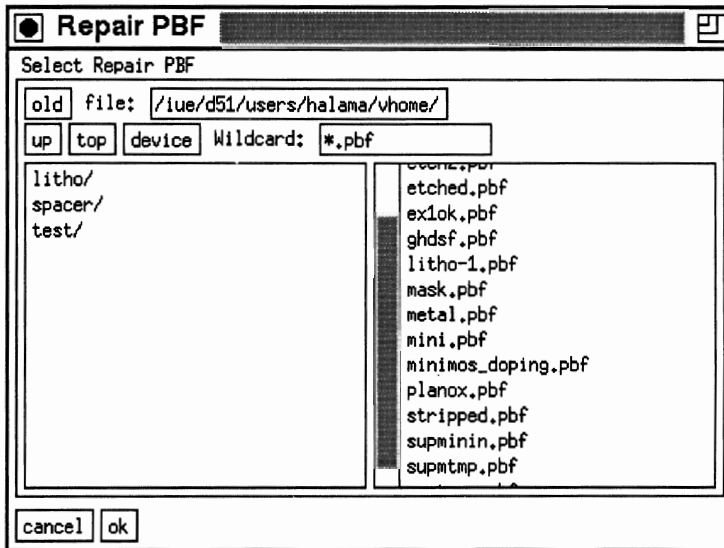 Repair PBF
Select Repair PBF
old file: /iue/d51/users/halama/vhome/
up top device Wildcard: *.pbf
litho/
spacer/
test/
etched.pbf
ex1ok.pbf
ghdsf.pbf
litho-1.pbf
mask.pbf
metal.pbf
mini.pbf
minimos_doping.pbf
planox.pbf
stripped.pbf
supminin.pbf
supmtmp.pbf
cancel ok